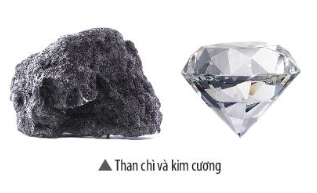 ▲ Than chì và kim cương